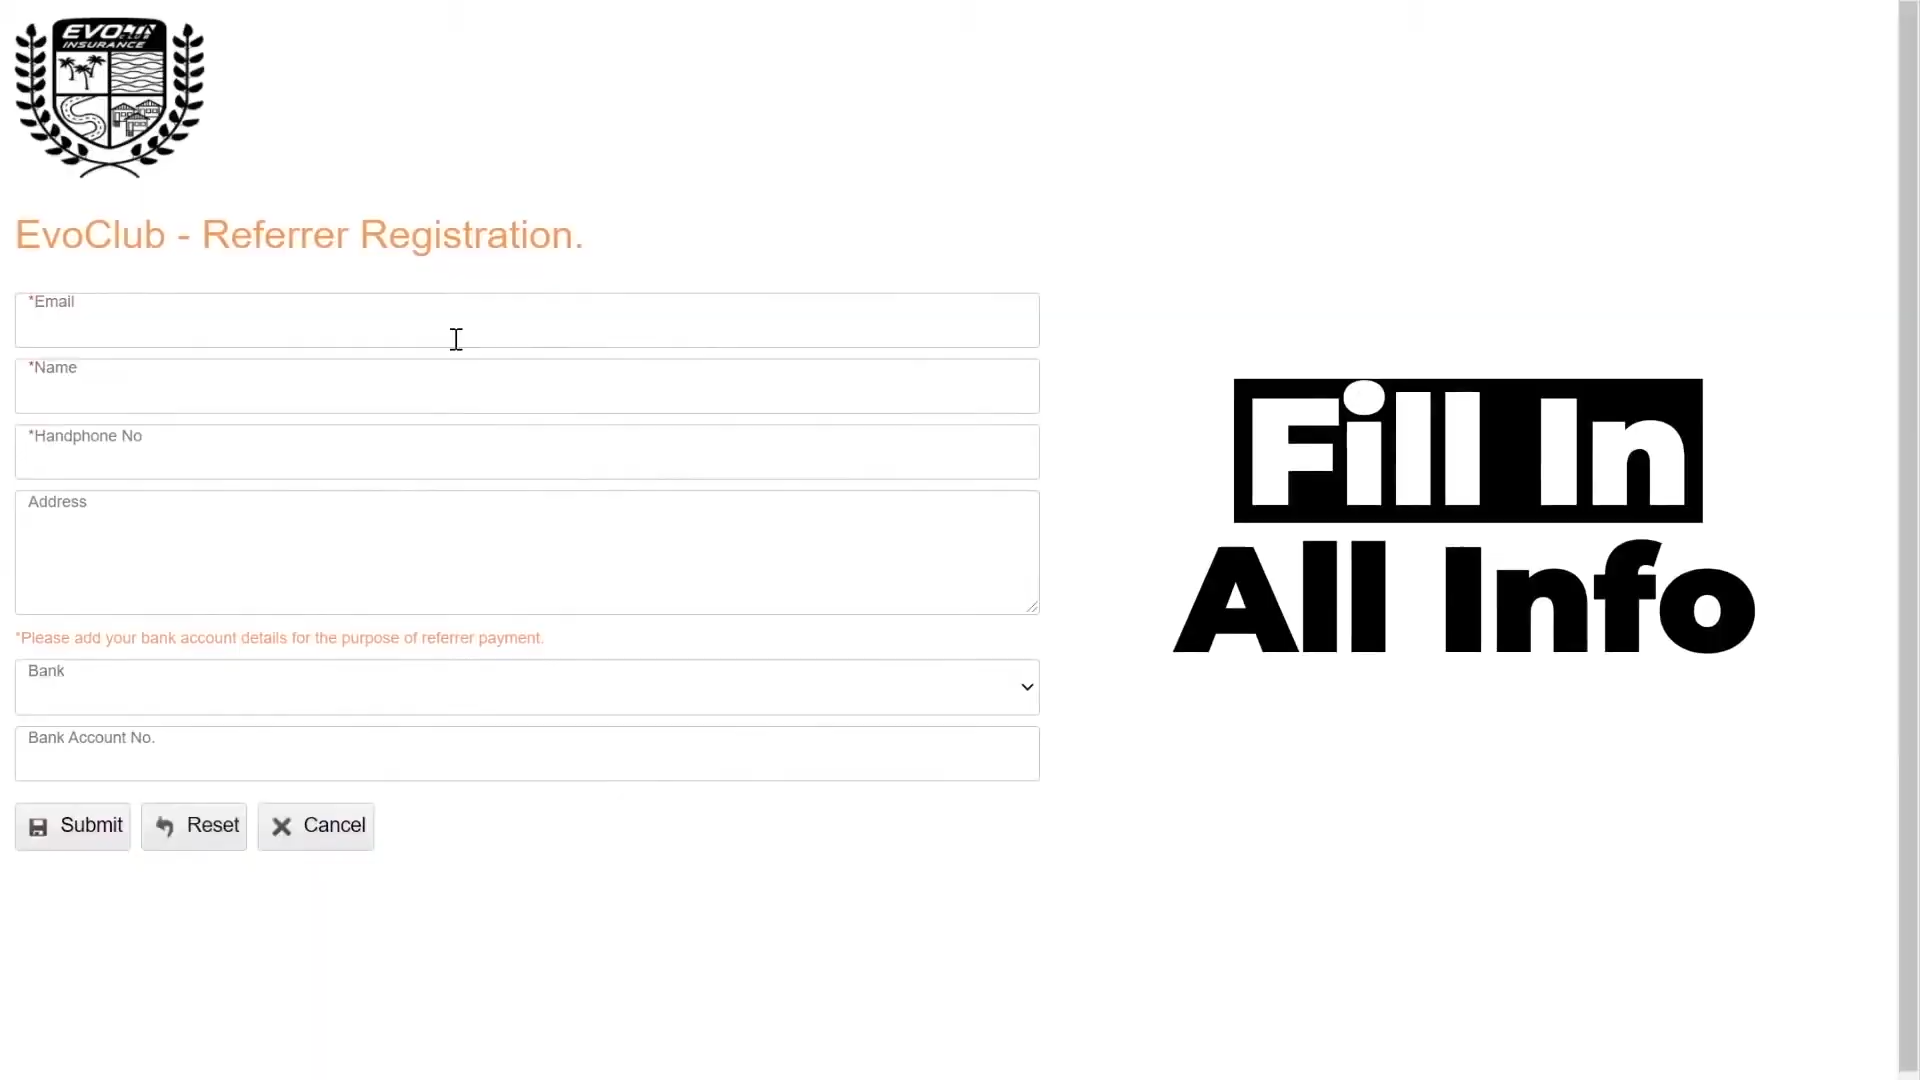 EVO CLUB
INSURANCE
EvoClub - Referrer Registration.
*Email
*Name
*Handphone No
Address
*Please add your bank account details for the purpose of referrer payment.
Bank
Bank Account No.
Submit Reset Cancel
Fill In
All Info